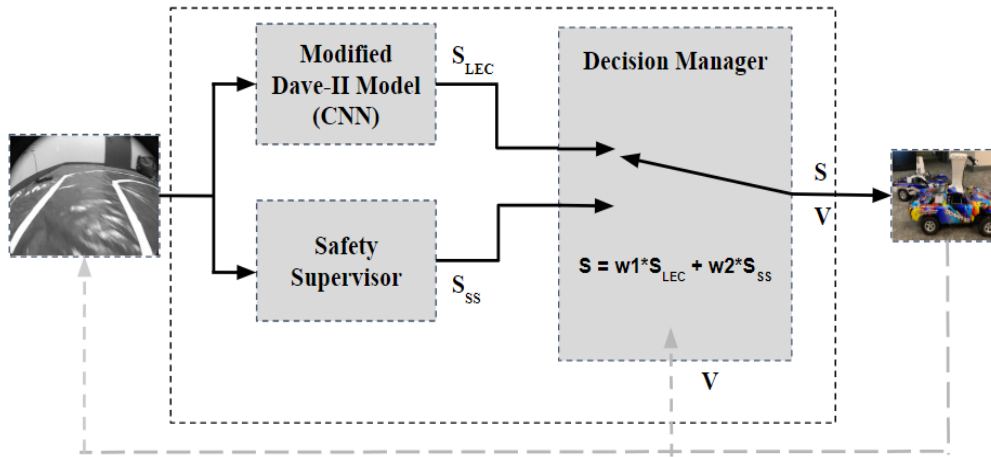 Modified
Dave-II Model
(CNN)
S_LEC
Decision Manager
S
V
Safety
Supervisor
S_SS
S = w1*S_LEC + w2*S_SS
V